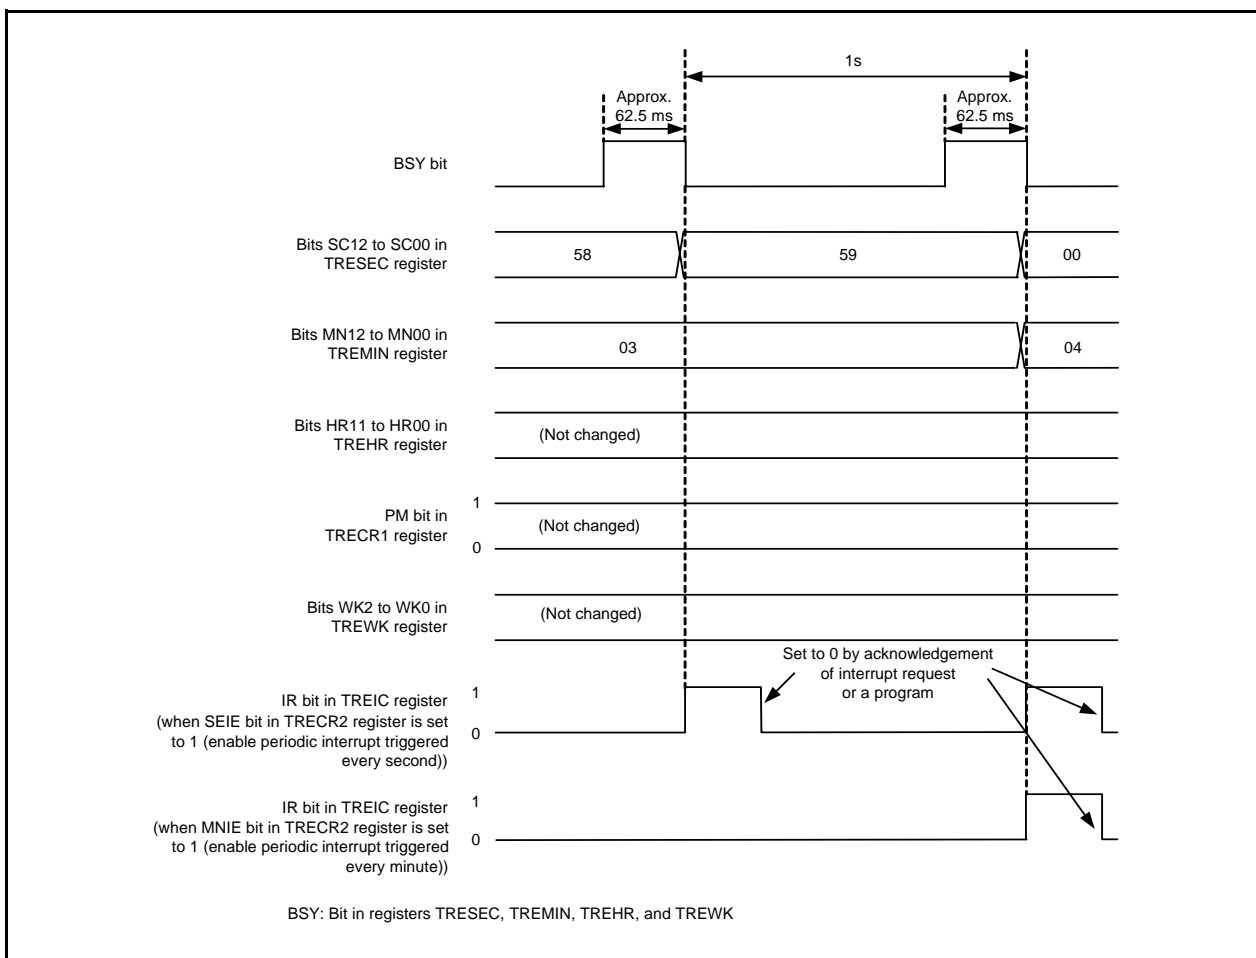 1s
Approx.
62.5 ms
Approx.
62.5 ms
BSY bit
Bits SC12 to SC00 in
TRESEC register
58
59
00
Bits MN12 to MN00 in
TREMIN register
03
04
Bits HR11 to HR00 in
TREHR register
(Not changed)
PM bit in
TRECR1 register
1
0
(Not changed)
Bits WK2 to WK0 in
TREWK register
(Not changed)
Set to 0 by acknowledgement
of interrupt request
or a program
IR bit in TREIC register
(when SEIE bit in TRECR2 register is set
to 1 (enable periodic interrupt triggered
every second))
1
0
IR bit in TREIC register
(when MNIE bit in TRECR2 register is set
to 1 (enable periodic interrupt triggered
every minute))
1
0
BSY: Bit in registers TRESEC, TREMIN, TREHR, and TREWK